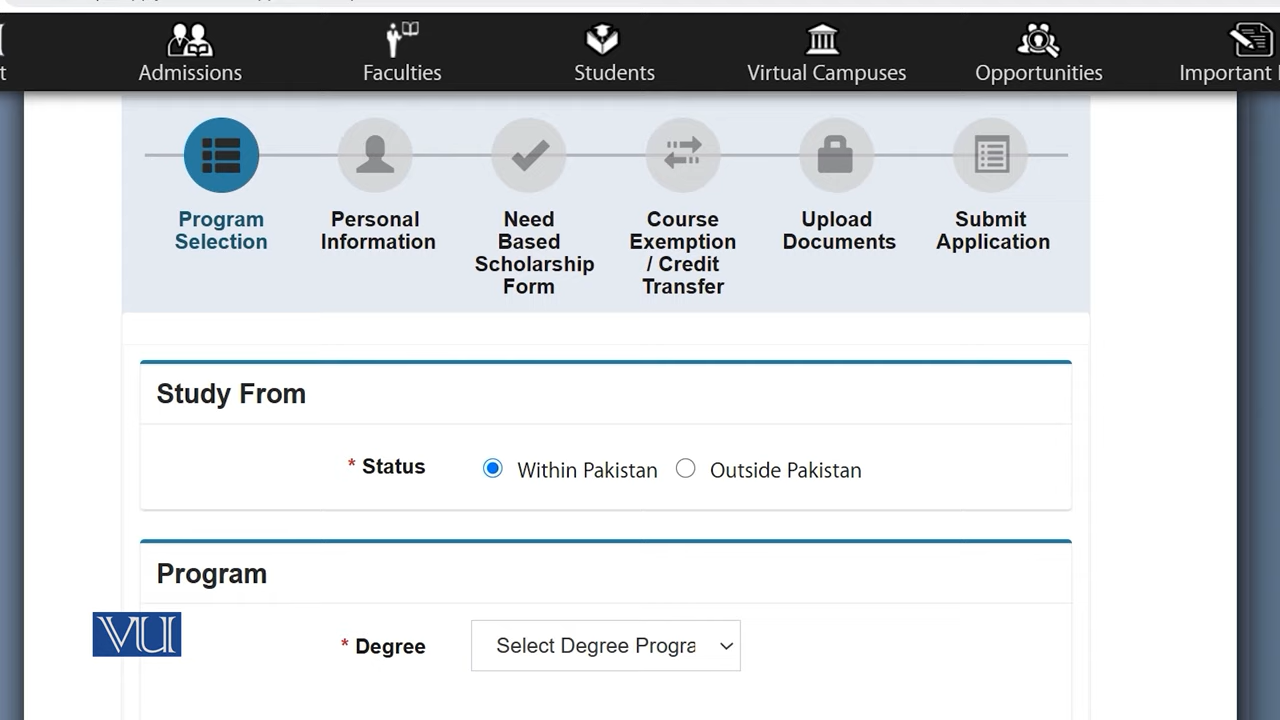 Admissions
Faculties
Students
Virtual Campuses
Opportunities
Important
Program
Selection
Personal
Information
Need
Based
Scholarship
Form
Course
Exemption
/ Credit
Transfer
Upload
Documents
Submit
Application
Study From
* Status
Within Pakistan
Outside Pakistan
Program
* Degree
Select Degree Progra
VU